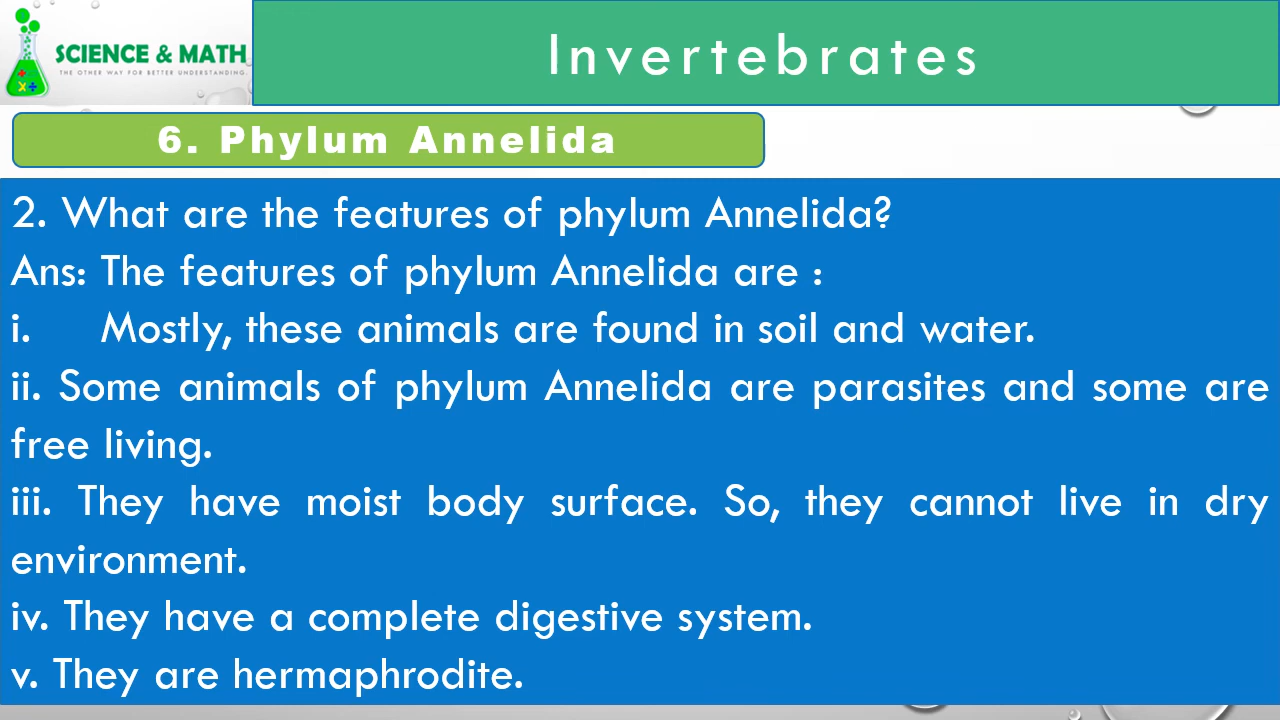 SCIENCE & MATH
THE OTHER WAY FOR BETTER UNDERSTANDING.
Invertebrates
6. Phylum Annelida
2. What are the features of phylum Annelida?
Ans: The features of phylum Annelida are :
i. Mostly, these animals are found in soil and water.
ii. Some animals of phylum Annelida are parasites and some are
free living.
iii. They have moist body surface. So, they cannot live in dry
environment.
iv. They have a complete digestive system.
v. They are hermaphrodite.